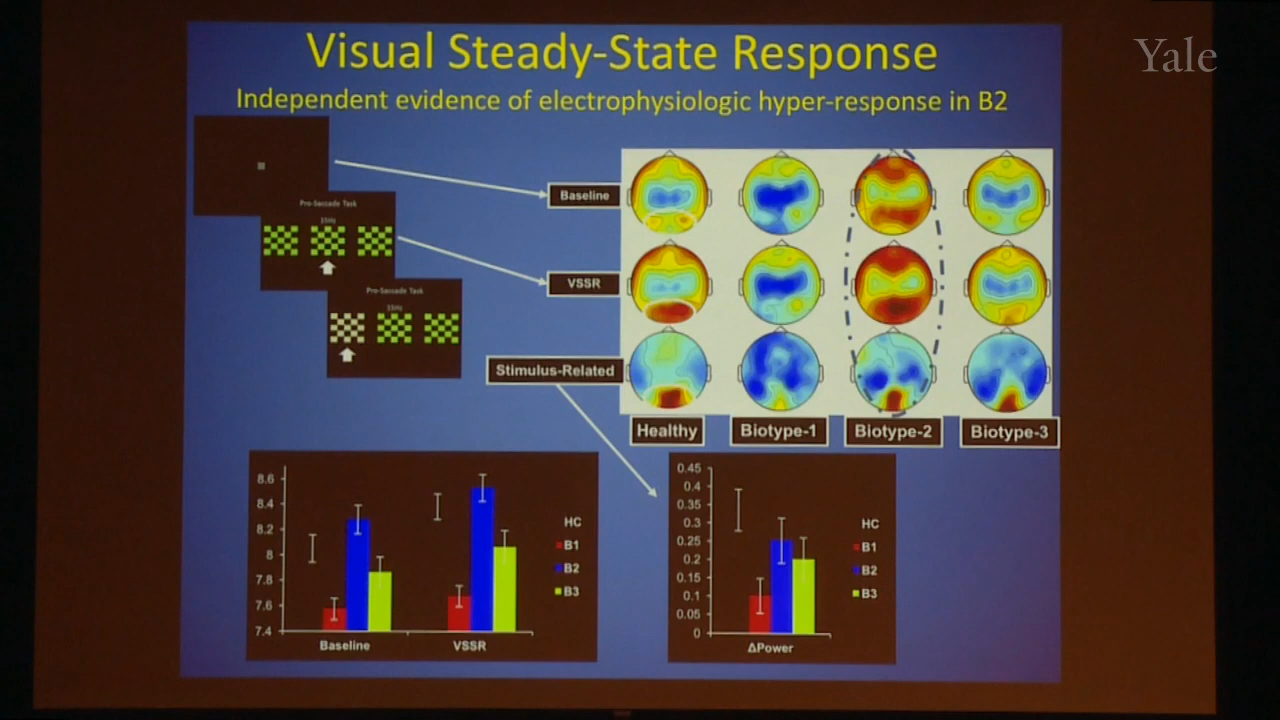 Yale
Visual Steady-State Response
Independent evidence of electrophysiologic hyper-response in B2
Pro-Saccade Task
15Hz
Pro-Saccade Task
15Hz
Baseline
VSSR
Stimulus-Related
Healthy
Biotype-1
Biotype-2
Biotype-3
8.6
8.4
8.2
8
7.8
7.6
7.4
Baseline
VSSR
HC
B1
B2
B3
0.45
0.4
0.35
0.3
0.25
0.2
0.15
0.1
0.05
0
ΔPower
HC
B1
B2
B3